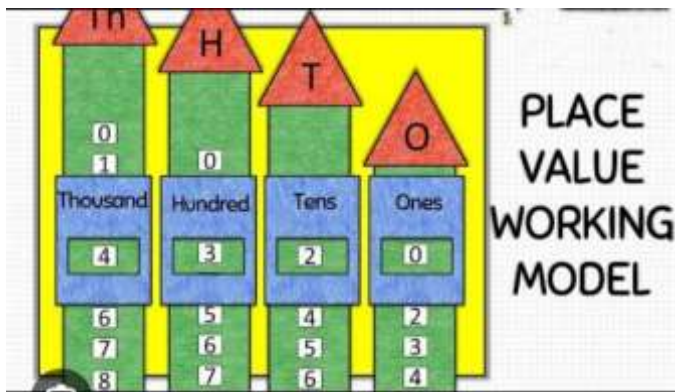 Th H T O
PLACE
VALUE
WORKING
MODEL
0
1 0
Thousand Hundred Tens Ones
4 3 2 0
6 5 4 2
7 6 5 3
8 7 6 4